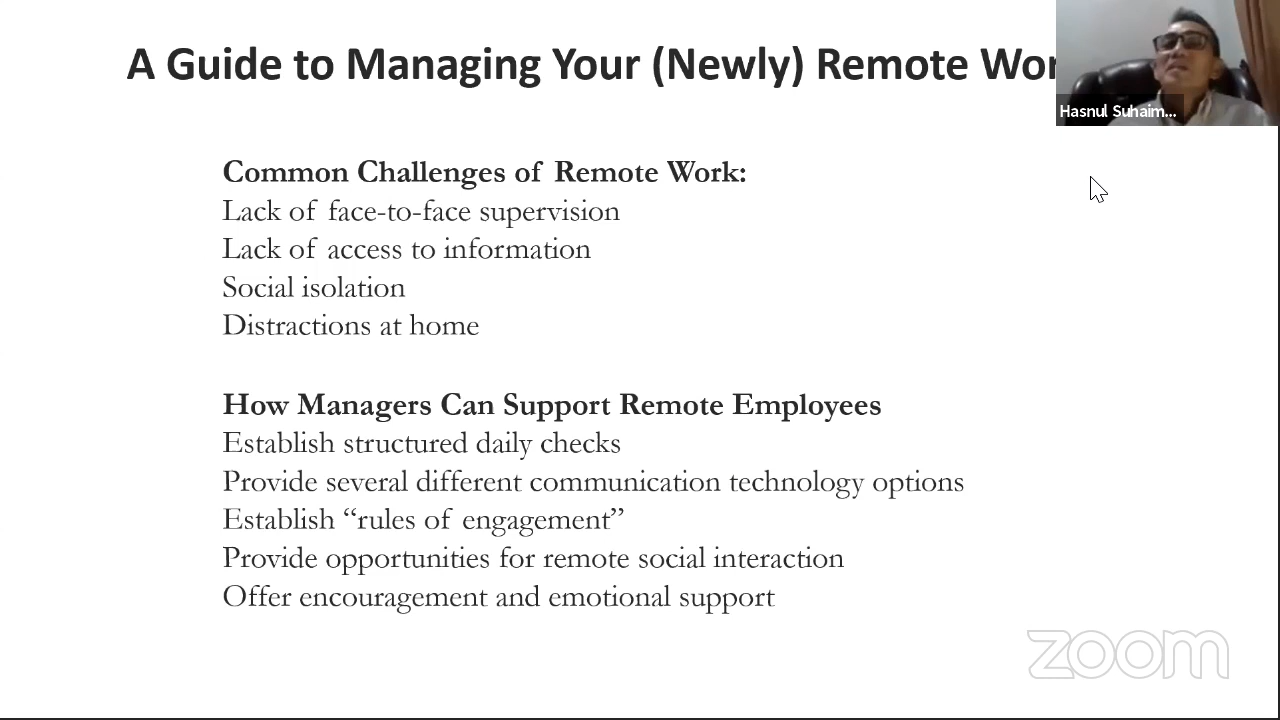 A Guide to Managing Your (Newly) Remote Wor
Hasnul Suhaim...
Common Challenges of Remote Work:
Lack of face-to-face supervision
Lack of access to information
Social isolation
Distractions at home
How Managers Can Support Remote Employees
Establish structured daily checks
Provide several different communication technology options
Establish “rules of engagement”
Provide opportunities for remote social interaction
Offer encouragement and emotional support
zoom